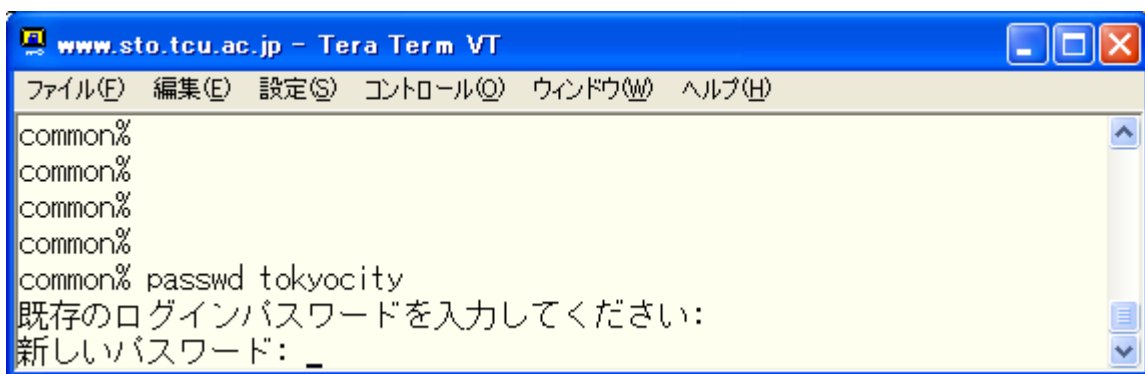 www.sto.tcu.ac.jp - Tera Term VT
ファイル(F) 編集(E) 設定(S) コントロール(O) ウィンドウ(W) ヘルプ(H)
common%
common%
common%
common%
common% passwd tokyocity
既存のログインパスワードを入力してください:
新しいパスワード: _